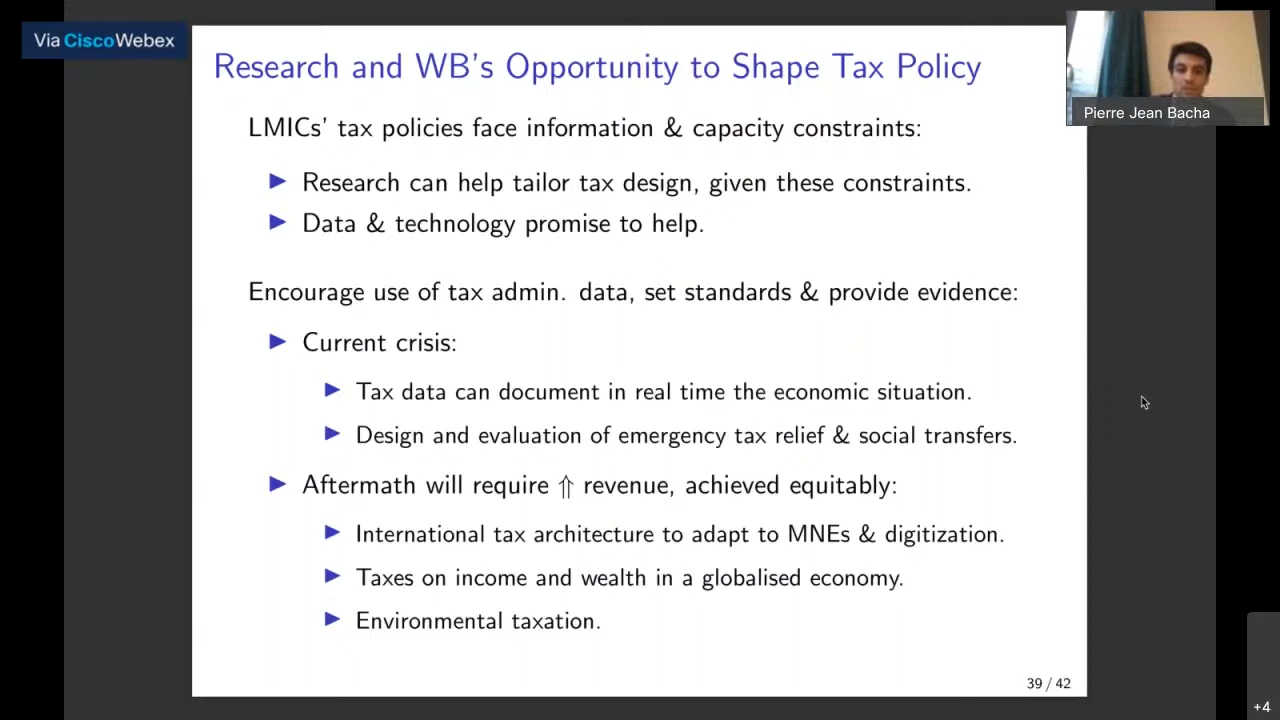 Via Cisco Webex
Research and WB's Opportunity to Shape Tax Policy
Pierre Jean Bacha
LMICs' tax policies face information & capacity constraints:
▶ Research can help tailor tax design, given these constraints.
▶ Data & technology promise to help.
Encourage use of tax admin. data, set standards & provide evidence:
▶ Current crisis:
▶ Tax data can document in real time the economic situation.
▶ Design and evaluation of emergency tax relief & social transfers.
▶ Aftermath will require ⇑ revenue, achieved equitably:
▶ International tax architecture to adapt to MNEs & digitization.
▶ Taxes on income and wealth in a globalised economy.
▶ Environmental taxation.
39 / 42
+4